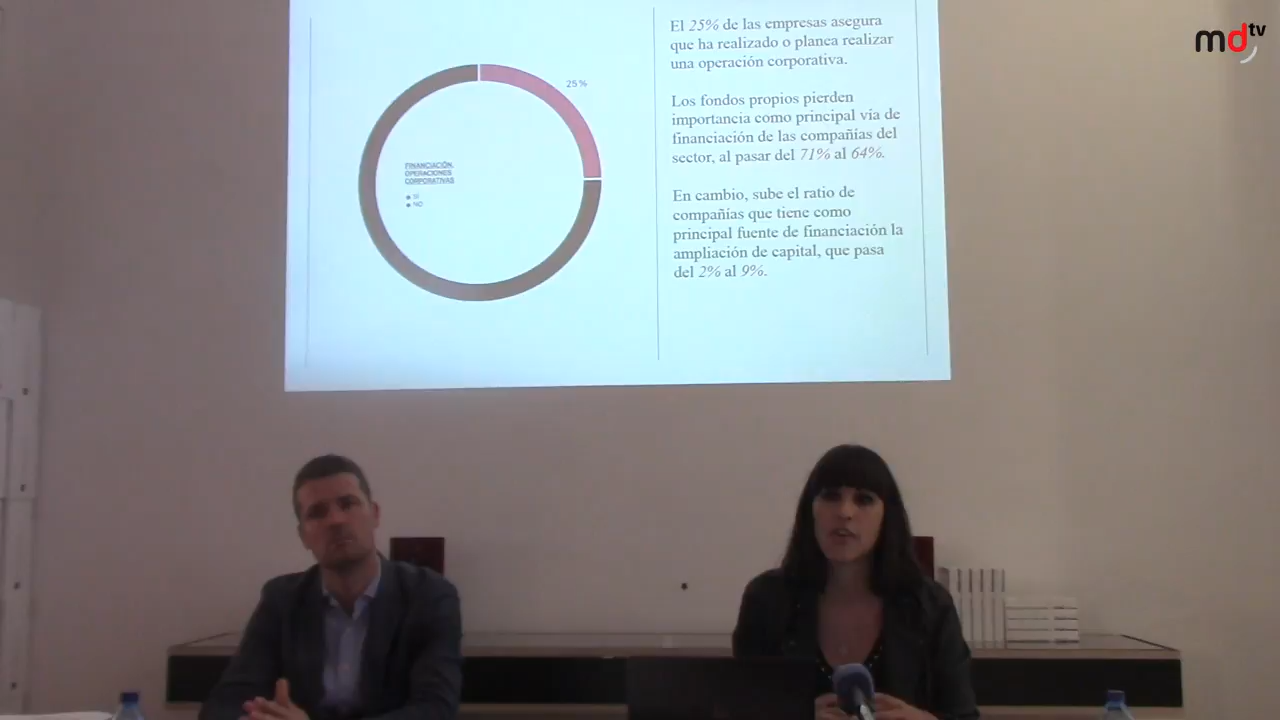 mdtv
El 25% de las empresas asegura
que ha realizado o planea realizar
una operación corporativa.
Los fondos propios pierden
importancia como principal vía de
financiación de las compañías del
sector, al pasar del 71% al 64%.
En cambio, sube el ratio de
compañías que tiene como
principal fuente de financiación la
ampliación de capital, que pasa
del 2% al 9%.
25%
FINANCIACIÓN.
OPERACIONES
CORPORATIVAS
SÍ
NO